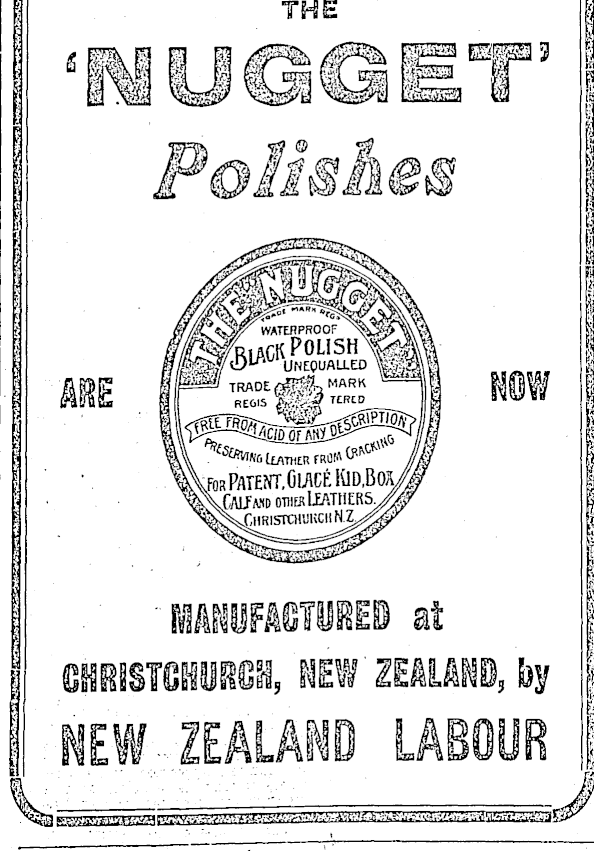 THE
'NUGGET'
Polishes
ARE
THE "NUGGET"
TRADE MARK REGD
WATERPROOF
BLACK POLISH
UNEQUALLED
TRADE MARK
REGISTERED
FREE FROM ACID OF ANY DESCRIPTION
PRESERVING LEATHER FROM CRACKING
FOR PATENT, GLACÉ KID, BOX
CALF AND OTHER LEATHERS.
CHRISTCHURCH N.Z.
NOW
MANUFACTURED at
CHRISTCHURCH, NEW ZEALAND, by
NEW ZEALAND LABOUR